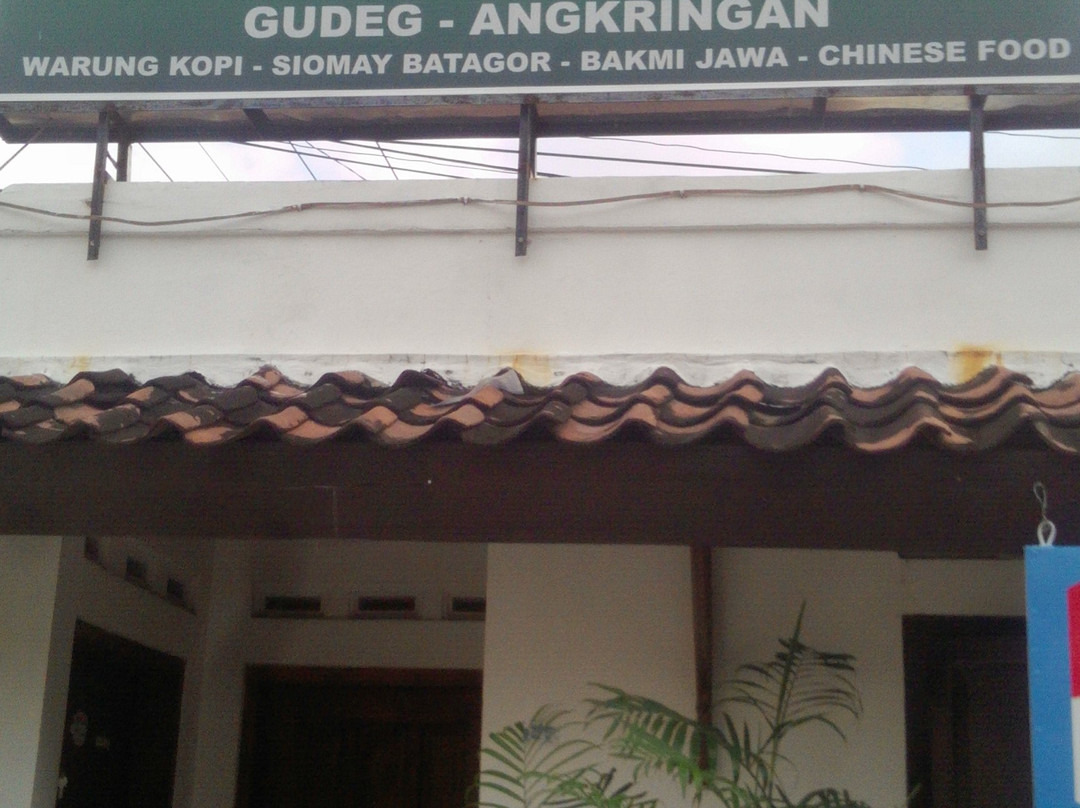 GUDEG - ANGKRINGAN
WARUNG KOPI - SIOMAY BATAGOR - BAKMI JAWA - CHINESE FOOD